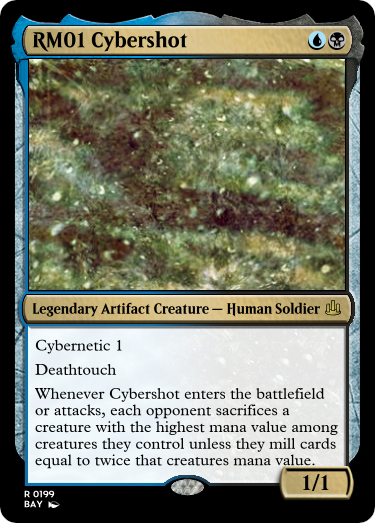 RM01 Cybershot
Legendary Artifact Creature — Human Soldier
Cybernetic 1
Deathtouch
Whenever Cybershot enters the battlefield
or attacks, each opponent sacrifices a
creature with the highest mana value among
creatures they control unless they mill cards
equal to twice that creatures mana value.
1/1
R 0199
BAY